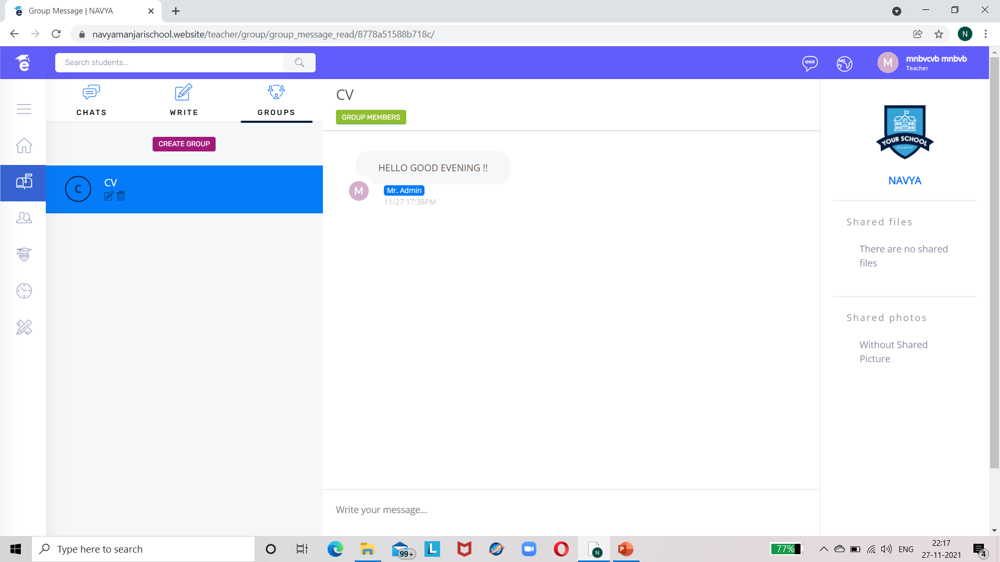 Group Message | NAVYA
navyamanjarischool.website/teacher/group/group_message_read/8778a51588b718c/
N
e
Search students...
M
mnbvcvb mnbvb
Teacher
CHATS
WRITE
GROUPS
CREATE GROUP
C
CV
CV
GROUP MEMBERS
HELLO GOOD EVENING !!
M
Mr. Admin
11/27 17:38PM
Write your message...
YOUR SCHOOL
EDUAPPGT
NAVYA
Shared files
There are no shared
files
Shared photos
Without Shared
Picture
Type here to search
99+
L
N
P
77%
ENG
22:17
27-11-2021
4